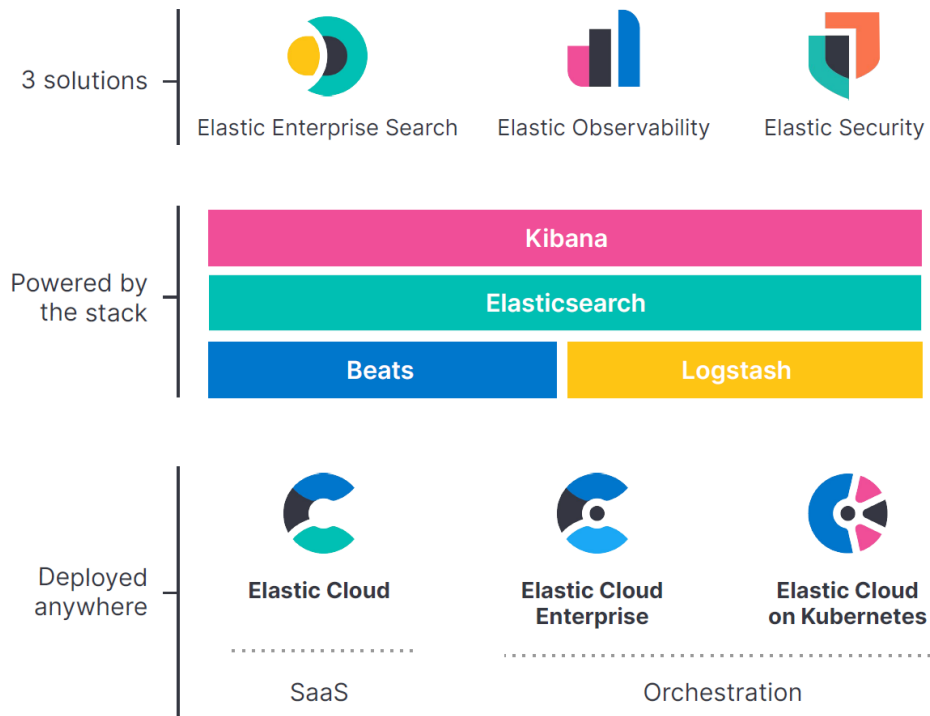 3 solutions
Elastic Enterprise Search
Elastic Observability
Elastic Security
Powered by
the stack
Kibana
Elasticsearch
Beats
Logstash
Deployed
anywhere
Elastic Cloud
Elastic Cloud
Enterprise
Elastic Cloud
on Kubernetes
SaaS
Orchestration